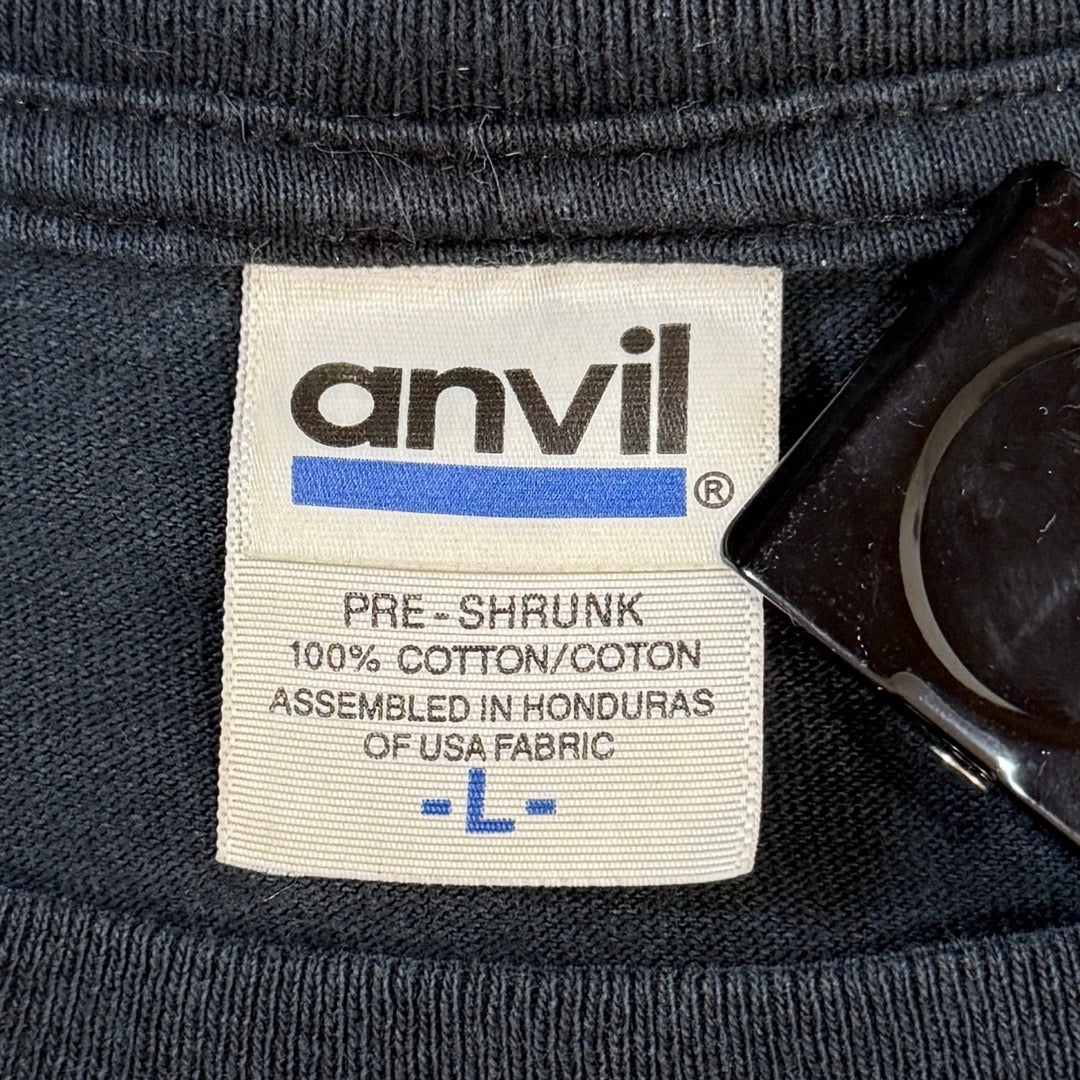 anvil
®
PRE-SHRUNK
100% COTTON/COTON
ASSEMBLED IN HONDURAS
OF USA FABRIC
-L-